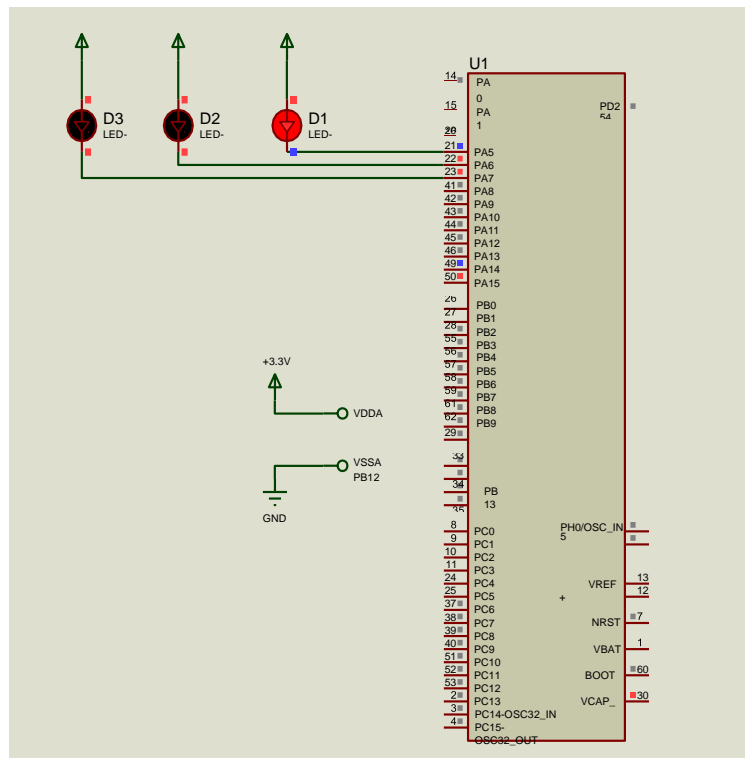 U1
14
PA
0
15
PA
1
PD2
54
20
D3
LED-
D2
LED-
D1
LED-
21
PA5
22
PA6
23
PA7
41
PA8
42
PA9
43
PA10
44
PA11
45
PA12
46
PA13
49
PA14
50
PA15
26
PB0
27
PB1
28
PB2
55
PB3
56
PB4
57
PB5
58
PB6
59
PB7
61
PB8
62
PB9
29
+3.3V
VDDA
VSSA
PB12
GND
33
34
PB
13
35
8
PC0
9
PC1
10
PC2
11
PC3
24
PC4
25
PC5
37
PC6
38
PC7
39
PC8
40
PC9
51
PC10
52
PC11
53
PC12
2
PC13
3
PC14-OSC32_IN
4
PC15-
OSC32_OUT
PH0/OSC_IN
5
VREF
13
+
12
NRST
7
VBAT
1
BOOT
60
VCAP_
30